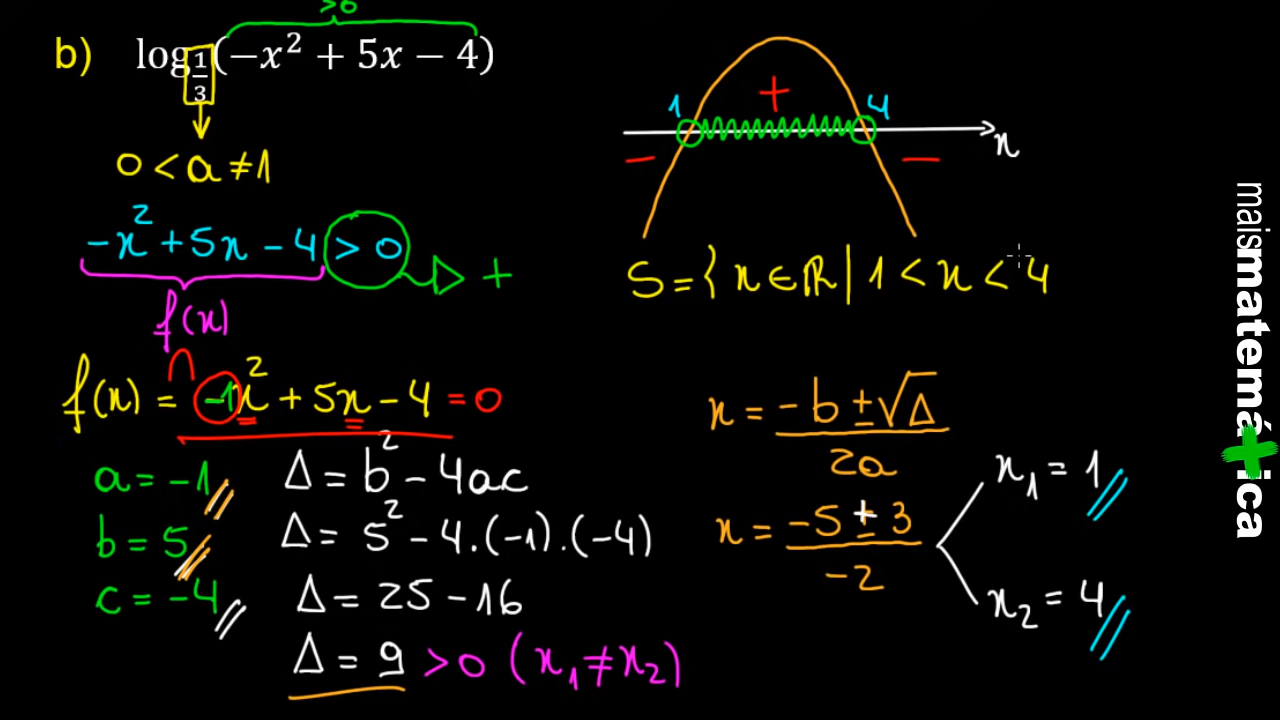 >0
b) log₁/₃(−x² + 5x − 4)
0 < a ≠ 1
-x² + 5x - 4 > 0 → +
f(x)
f(x) = -1x² + 5x - 4 = 0
a = -1
b = 5
c = -4
Δ = b² - 4ac
Δ = 5² - 4.(-1).(-4)
Δ = 25 - 16
Δ = 9 > 0 (x₁ ≠ x₂)
1 + 4
- - x
S = { x ∈ ℝ | 1 < x < 4
x = -b ± √Δ / 2a
x = -5 ± 3 / -2
x₁ = 1
x₂ = 4
maismatemática